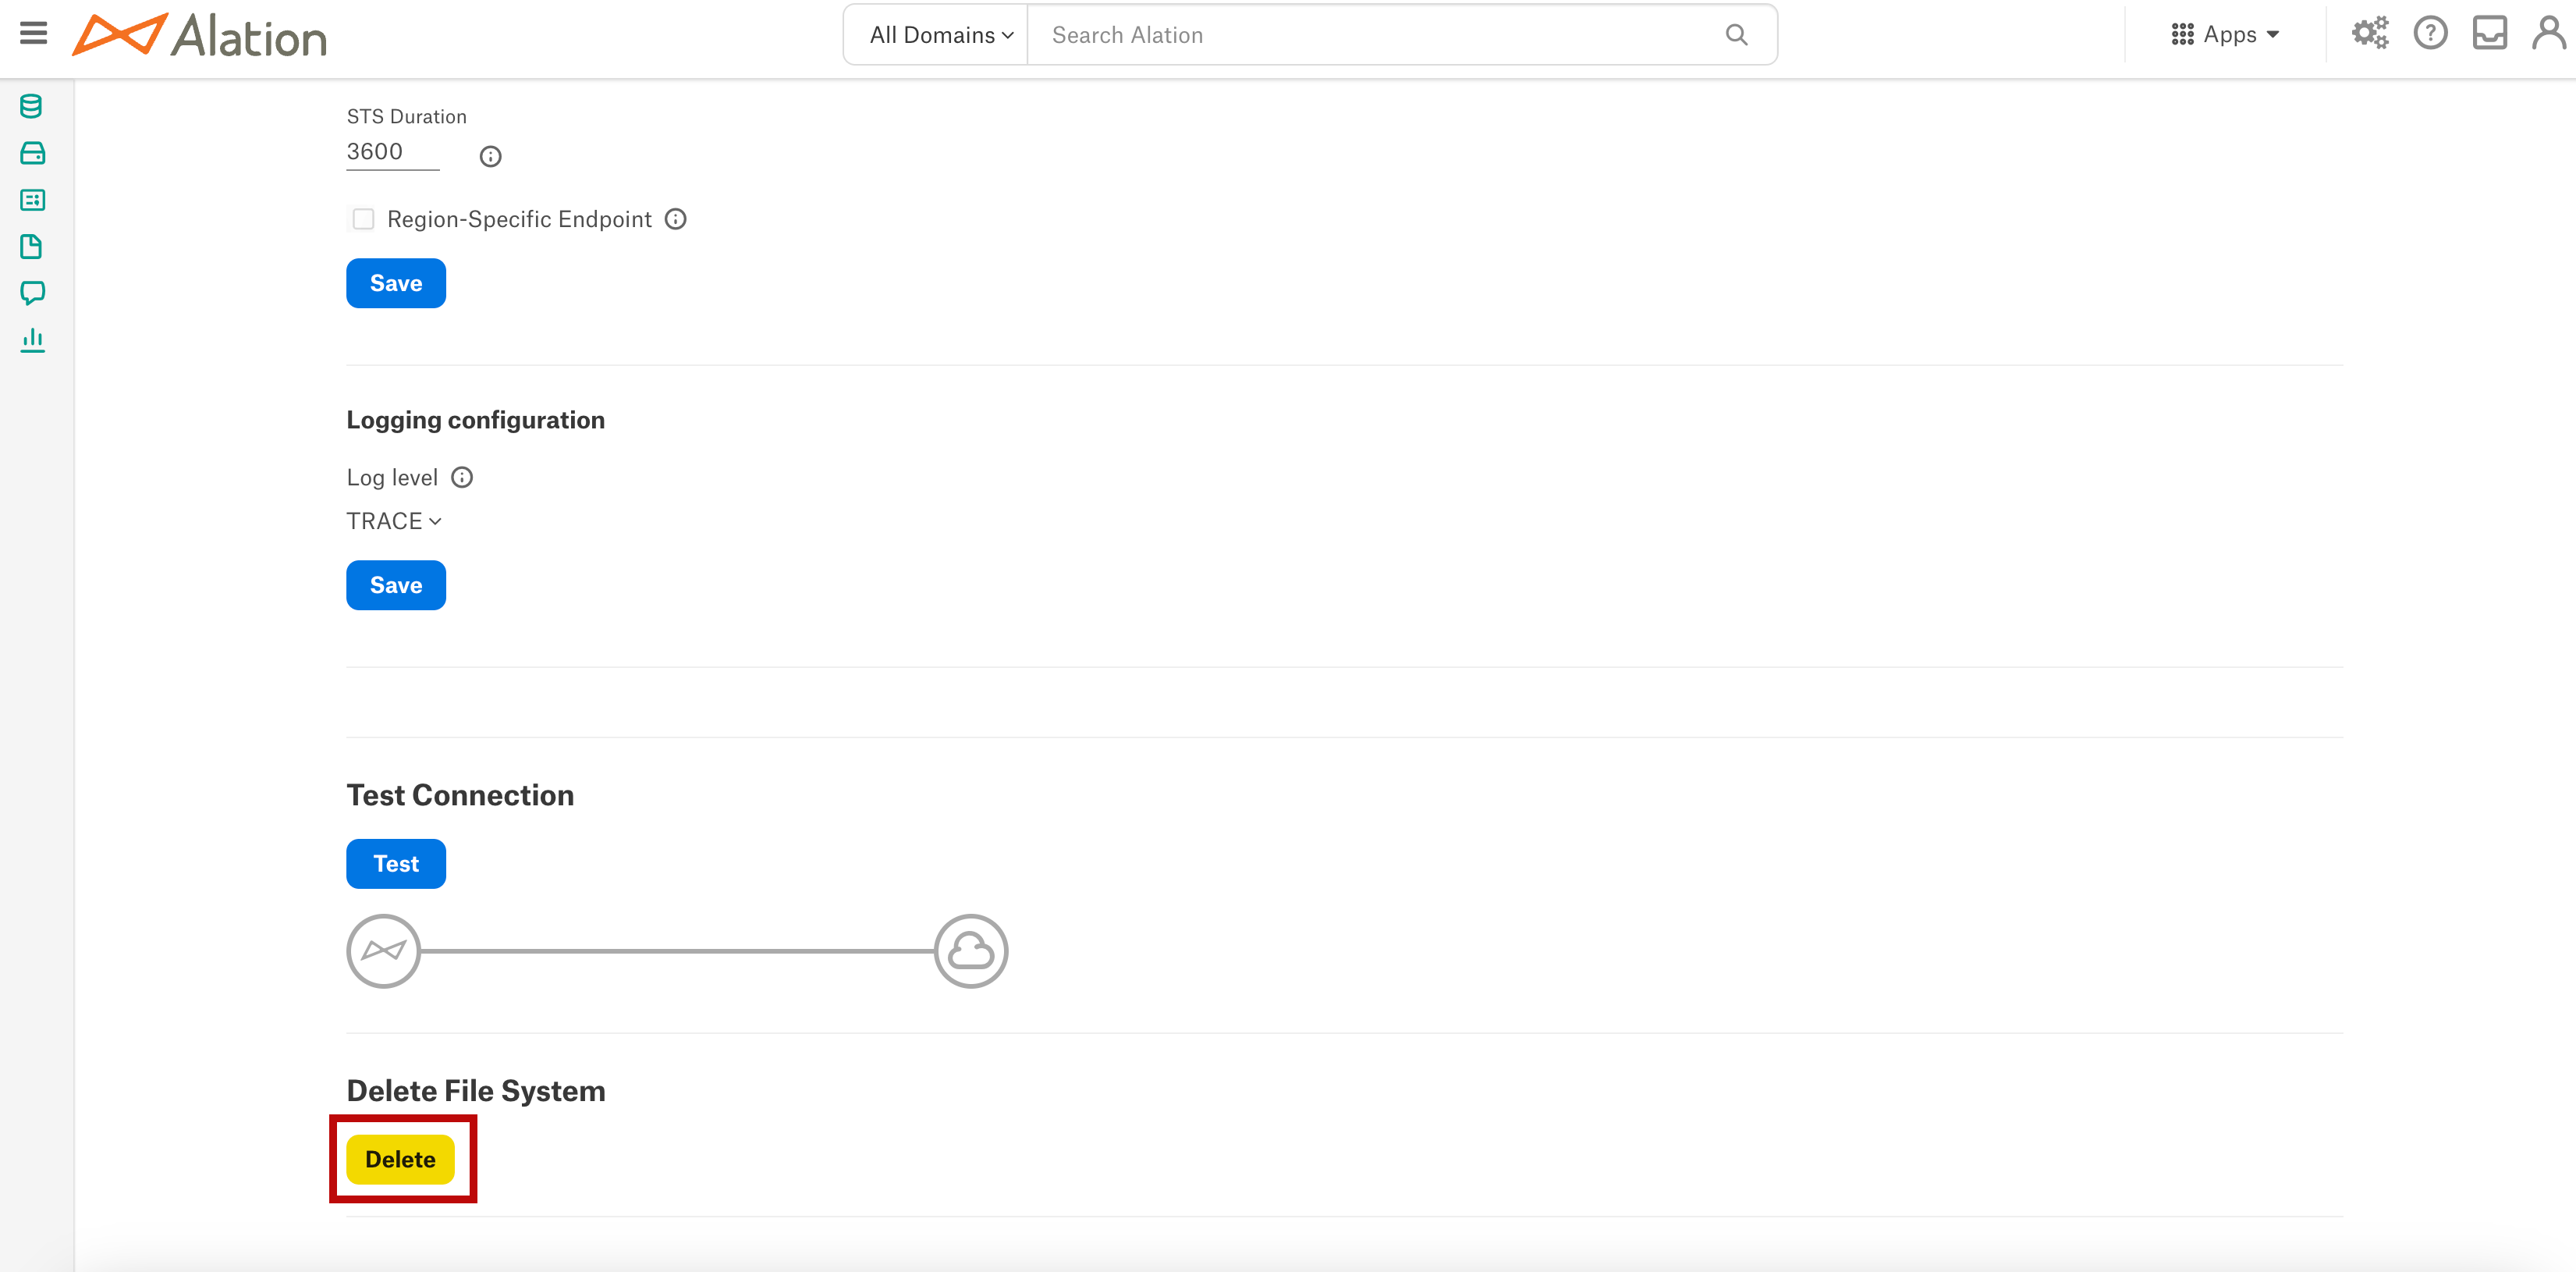 Alation
All Domains
Search Alation
Apps
STS Duration
3600
Region-Specific Endpoint
Save
Logging configuration
Log level
TRACE
Save
Test Connection
Test
Delete File System
Delete